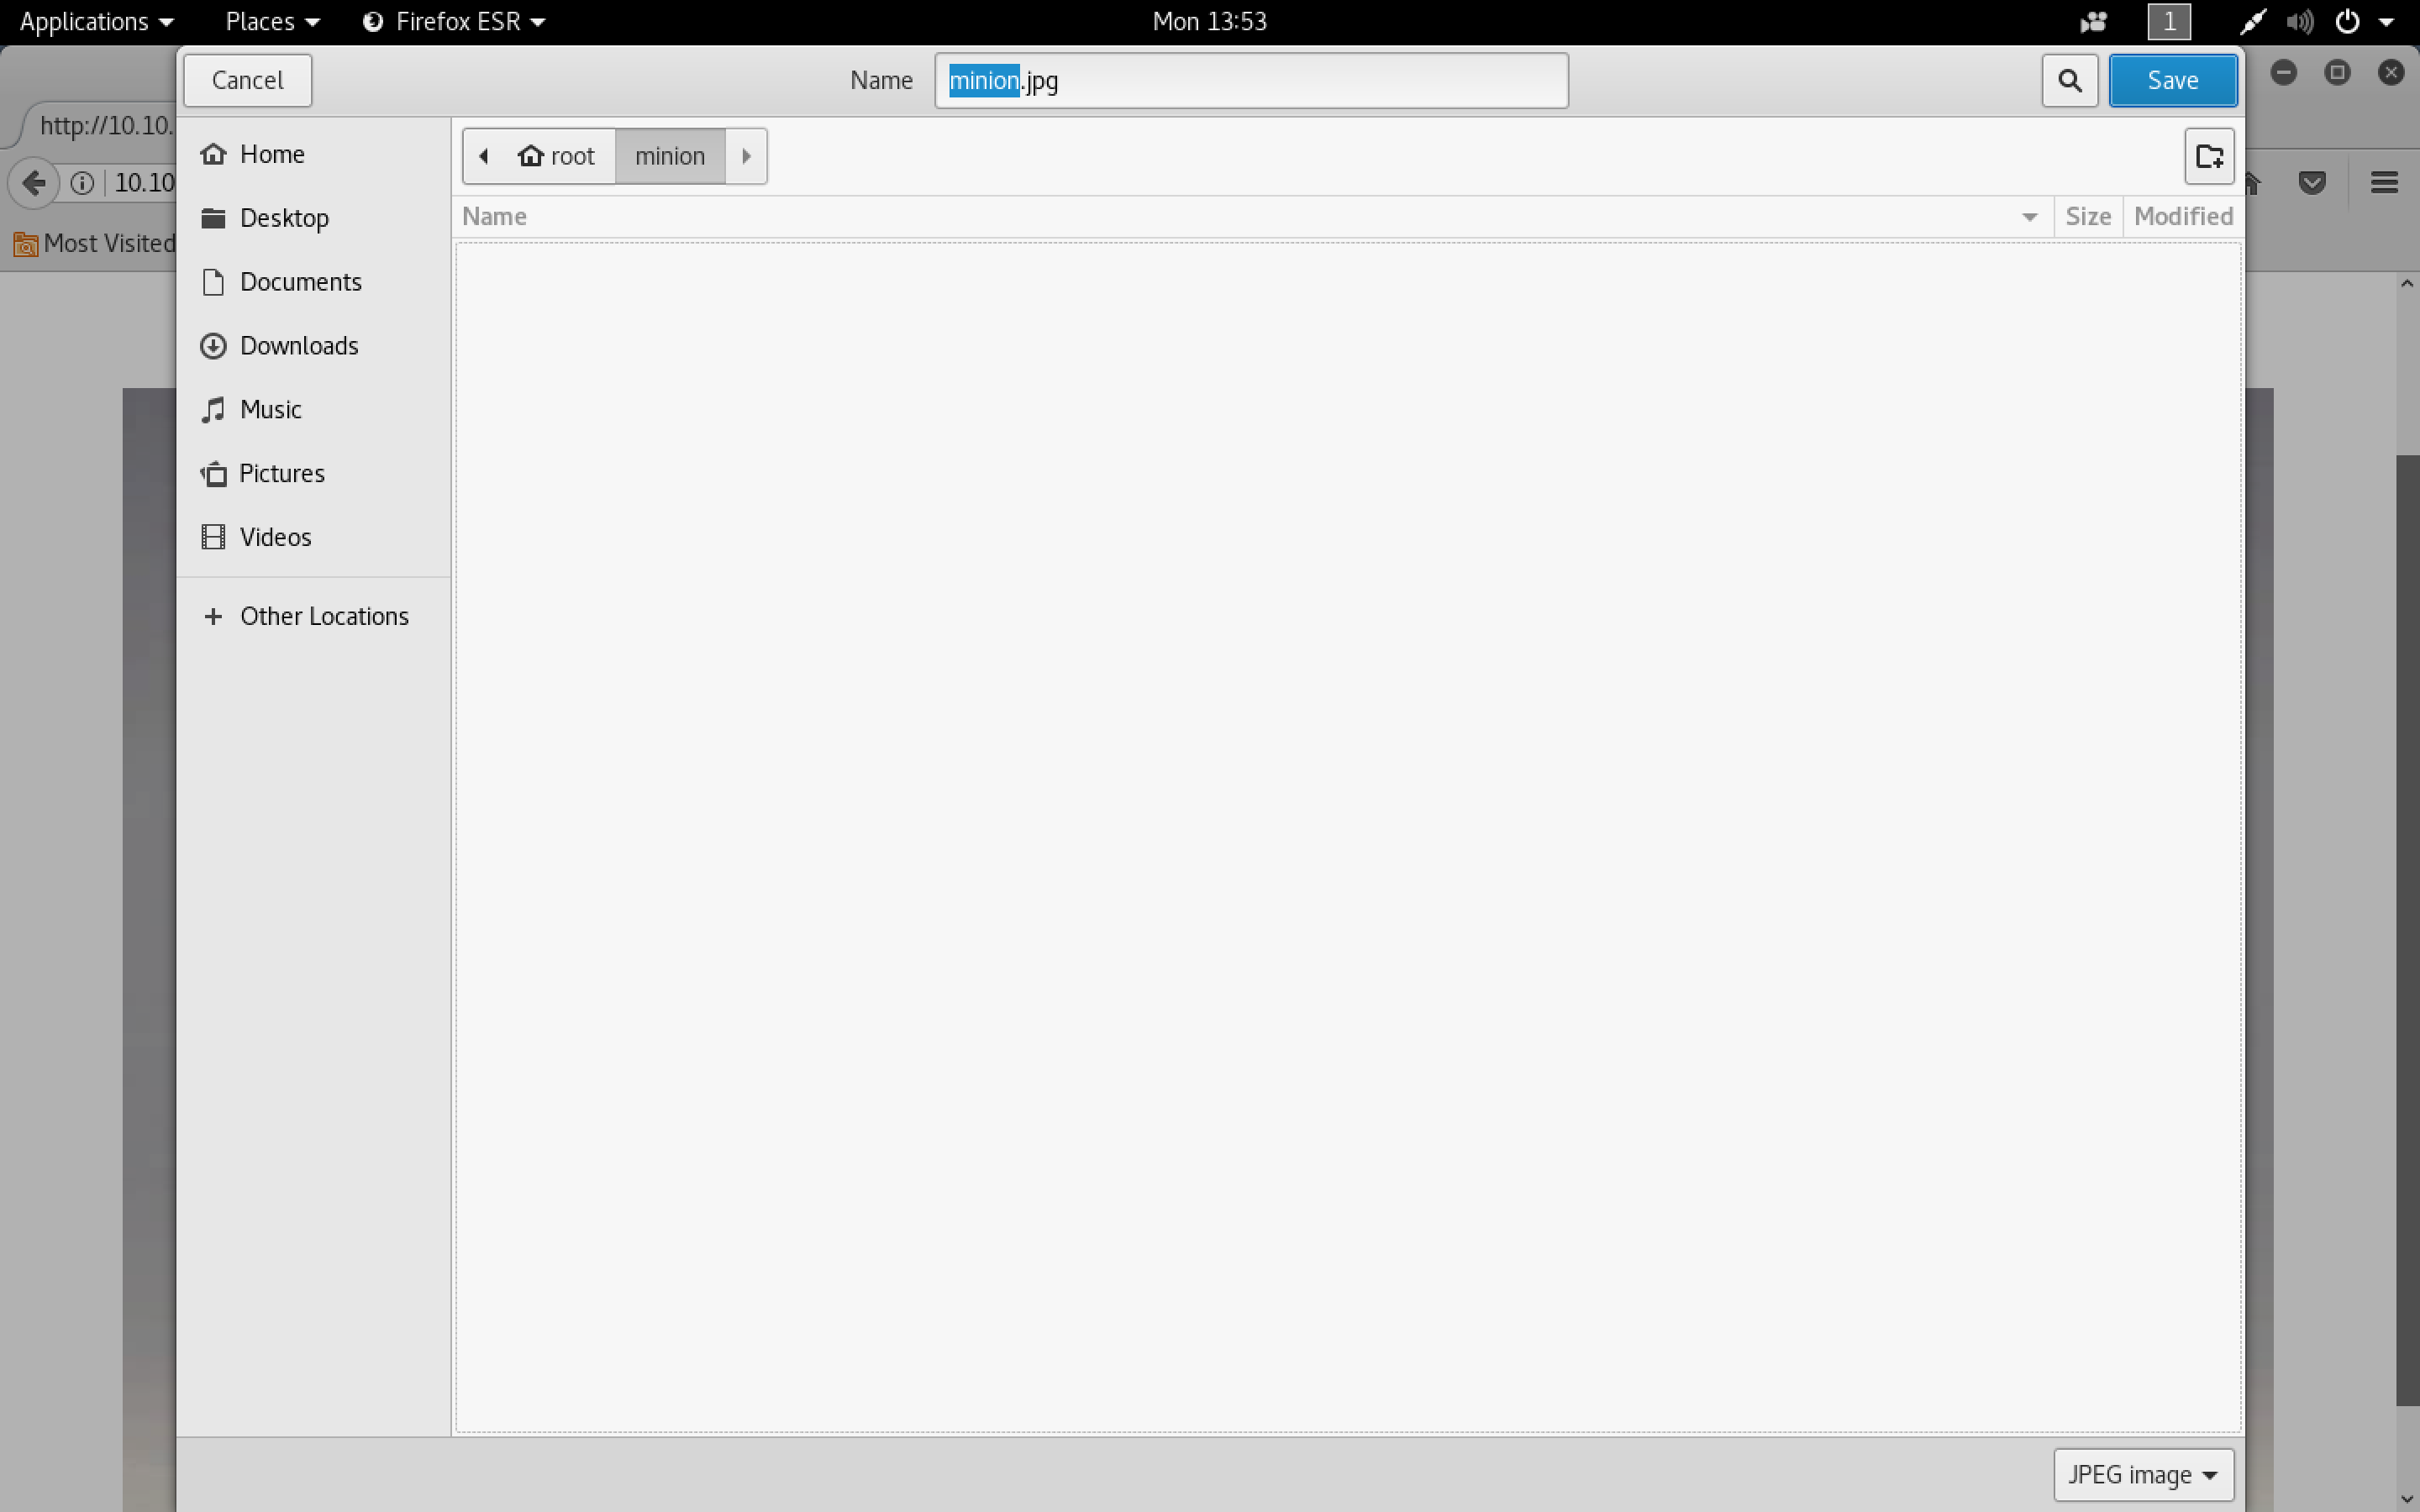 Applications Places Firefox ESR Mon 13:53 1
Cancel Name minion.jpg Save
http://10.10.
Home root minion
10.10
Desktop Name Size Modified
Most Visited
Documents
Downloads
Music
Pictures
Videos
Other Locations
JPEG image